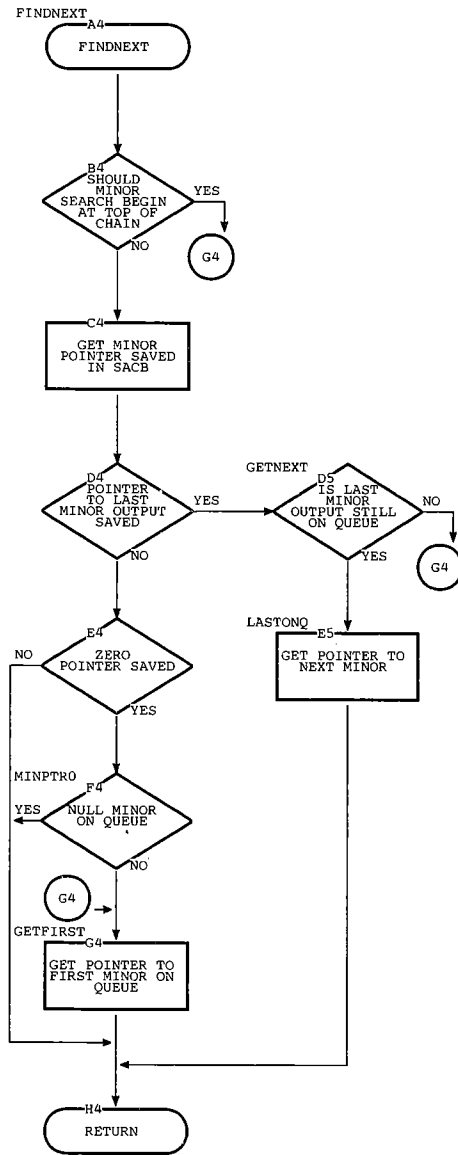 FINDNEXT
A4
FINDNEXT
B4
SHOULD
MINOR
SEARCH BEGIN
AT TOP OF
CHAIN
YES
NO
G4
C4
GET MINOR
POINTER SAVED
IN SACB
D4
POINTER
TO LAST
MINOR OUTPUT
SAVED
YES
NO
GETNEXT
D5
IS LAST
MINOR
OUTPUT STILL
ON QUEUE
NO
YES
G4
E4
ZERO
POINTER SAVED
NO
YES
LASTONQ
E5
GET POINTER TO
NEXT MINOR
MINPTR0
F4
NULL MINOR
ON QUEUE
YES
NO
G4
GETFIRST
G4
GET POINTER TO
FIRST MINOR ON
QUEUE
H4
RETURN